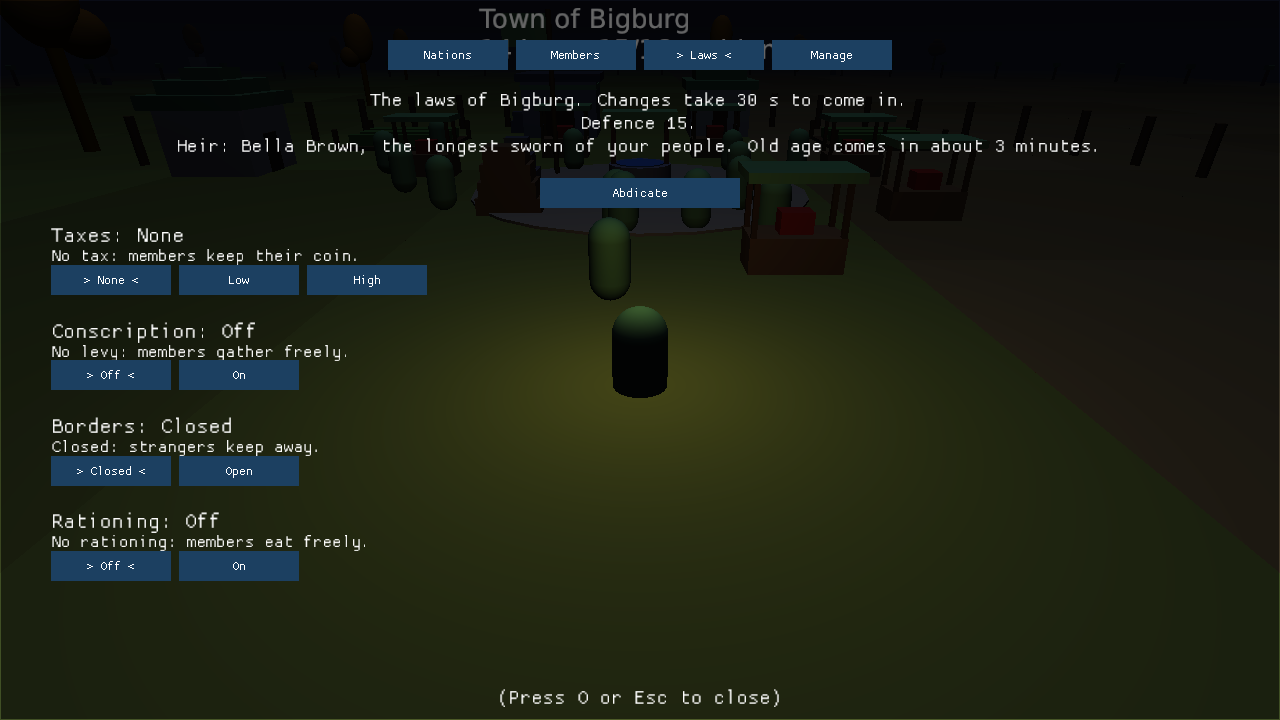 Town of Bigburg
Nations Members > Laws < Manage
The laws of Bigburg. Changes take 30 s to come in.
Defence 15.
Heir: Bella Brown, the longest sworn of your people. Old age comes in about 3 minutes.
Abdicate
Taxes: None
No tax: members keep their coin.
> None < Low High
Conscription: Off
No levy: members gather freely.
> Off < On
Borders: Closed
Closed: strangers keep away.
> Closed < Open
Rationing: Off
No rationing: members eat freely.
> Off < On
(Press O or Esc to close)